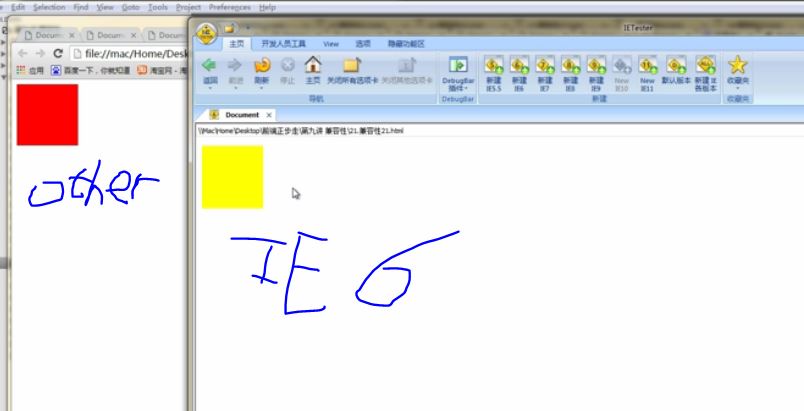 Edit Selection Find View Goto Tools Project Preferences Help
IETester
Document Document Document
主页 开发人员工具 View 选项 隐藏功能区
file://mac/Home/Desk
应用 百度一下，你就知道 淘宝网 - 淘
返回 前进 刷新 停止 主页 关闭所有选项卡 关闭其他选项卡
导航
DebugBar 插件
DebugBar
新建 IE5.5 新建 IE6 新建 IE7 新建 IE8 新建 IE9 New IE10 New IE11 默认版本 新建 IE 各版本
新建
收藏夹
收藏夹
Document x
\\Mac\Home\Desktop\前端正步走\第九讲 兼容性\21.兼容性21.html
other
IE 6